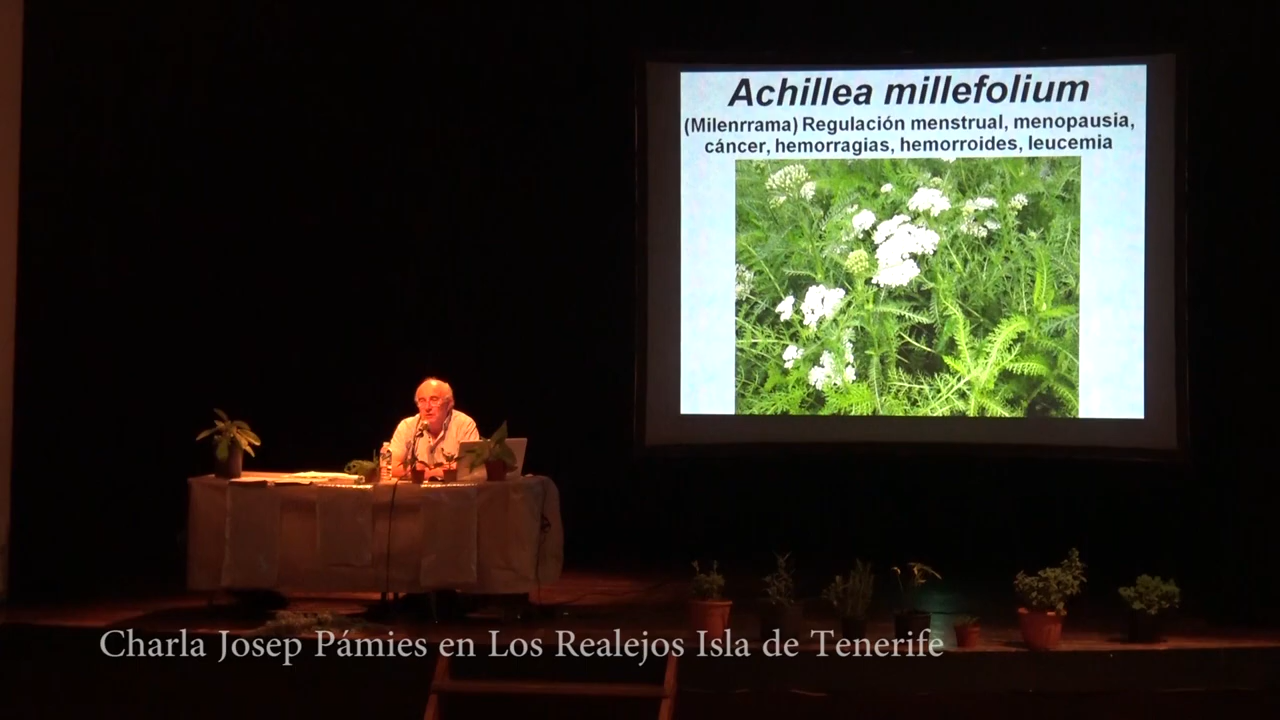 Achillea millefolium
(Milenrrama) Regulación menstrual, menopausia,
cáncer, hemorragias, hemorroides, leucemia
Charla Josep Pámies en Los Realejos Isla de Tenerife